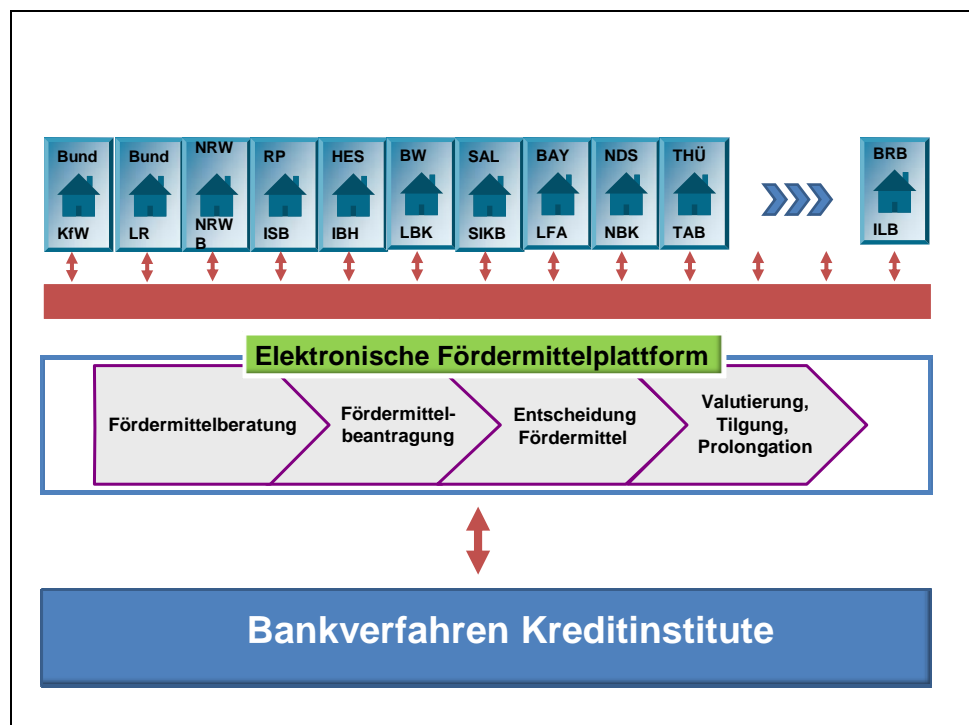 Bund
KfW
Bund
LR
NRW
NRW
B
RP
ISB
HES
IBH
BW
LBK
SAL
SIKB
BAY
LFA
NDS
NBK
THÜ
TAB
BRB
ILB
Elektronische Fördermittelplattform
Fördermittelberatung
Fördermittel-
beantragung
Entscheidung
Fördermittel
Valutierung,
Tilgung,
Prolongation
Bankverfahren Kreditinstitute